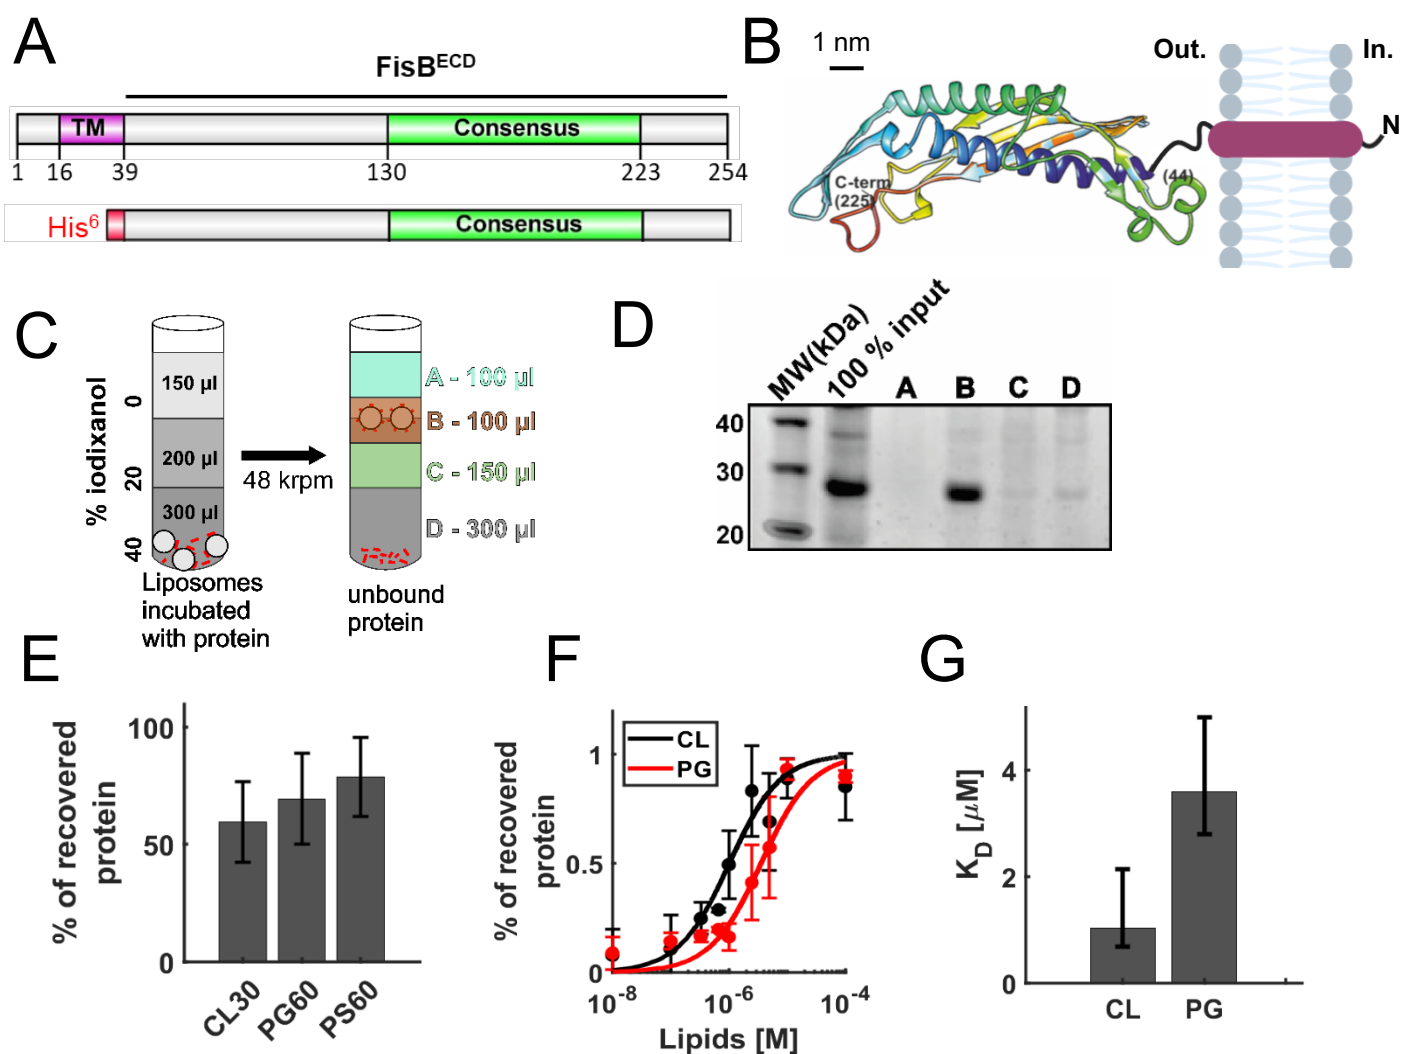 A
FisB^ECD
TM
Consensus
1 16 39 130 223 254
His^6
Consensus
B
1 nm
Out. In.
N
C-term
(225)
(44)
C
% iodixanol
0
20
40
150 µl
200 µl
300 µl
48 krpm
Liposomes
incubated
with protein
A - 100 µl
B - 100 µl
C - 150 µl
D - 300 µl
unbound
protein
D
MW(kDa)
100 % input
A B C D
40
30
20
E
% of recovered
protein
100
50
0
CL30
PG60
PS60
F
% of recovered
protein
1
0.5
0
CL
PG
10^-8 10^-6 10^-4
Lipids [M]
G
K_D [µM]
4
2
0
CL PG